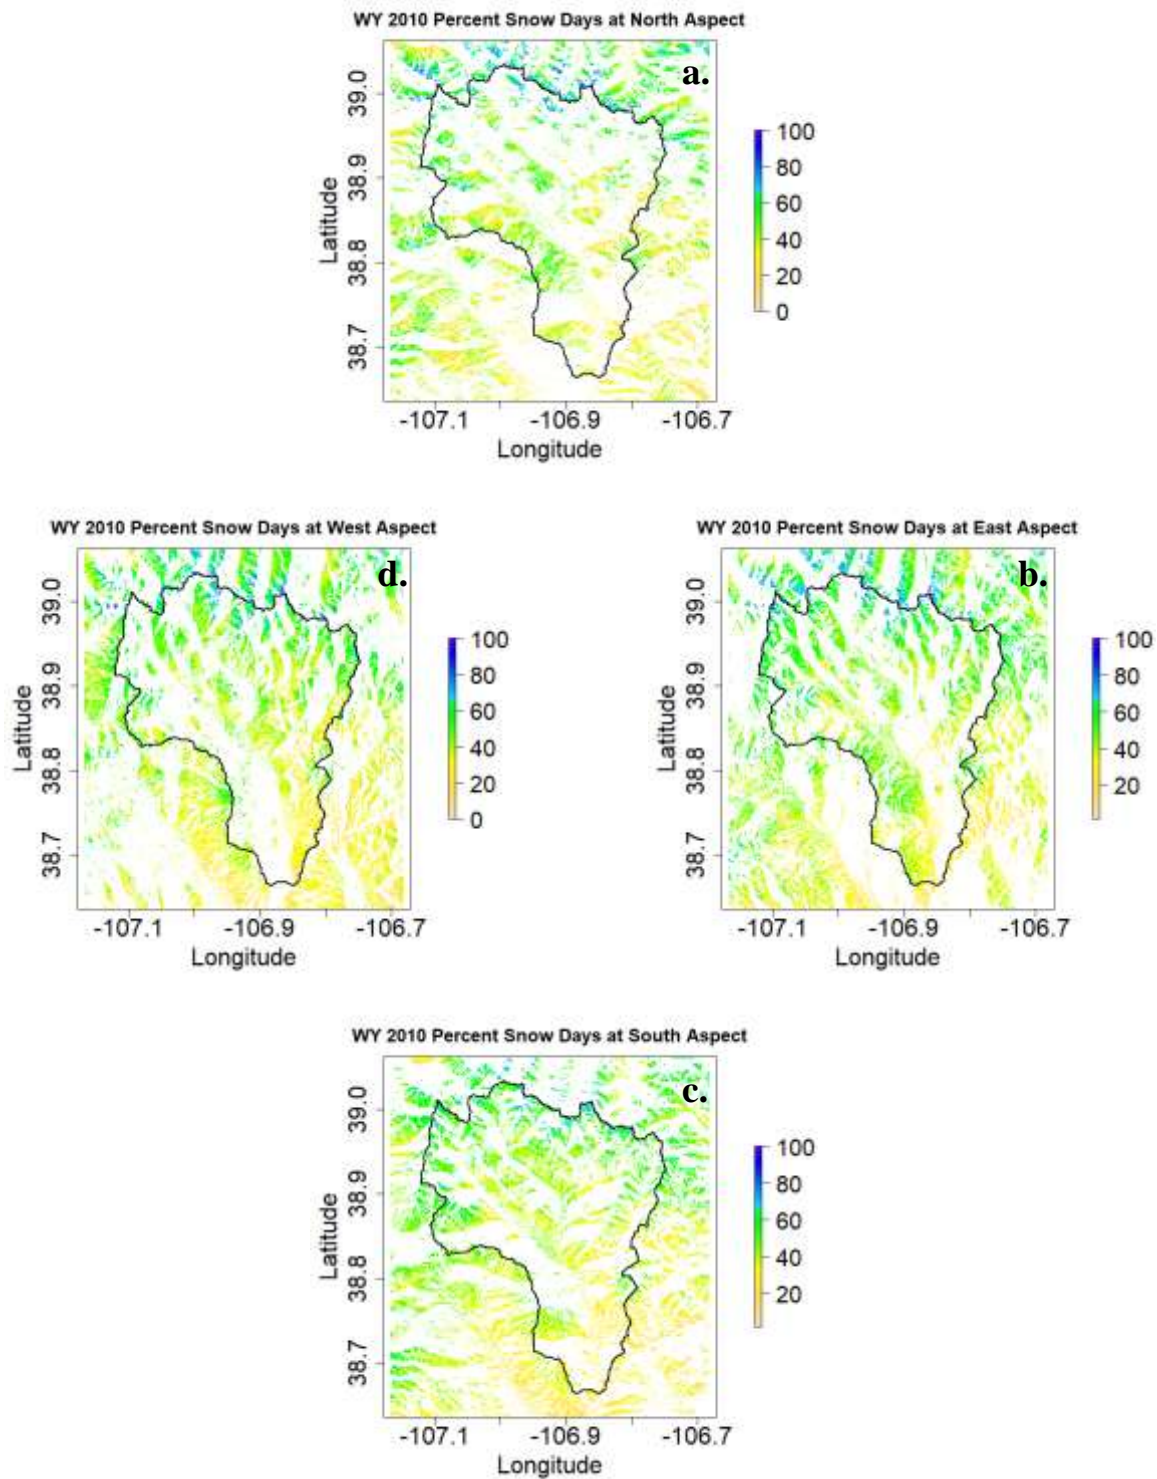 WY 2010 Percent Snow Days at North Aspect
a.
39.0
38.9
38.8
38.7
Latitude
100
80
60
40
20
0
-107.1 -106.9 -106.7
Longitude
WY 2010 Percent Snow Days at West Aspect
d.
39.0
38.9
38.8
38.7
Latitude
100
80
60
40
20
0
-107.1 -106.9 -106.7
Longitude
WY 2010 Percent Snow Days at East Aspect
b.
39.0
38.9
38.8
38.7
Latitude
100
80
60
40
20
-107.1 -106.9 -106.7
Longitude
WY 2010 Percent Snow Days at South Aspect
c.
39.0
38.9
38.8
38.7
Latitude
100
80
60
40
20
-107.1 -106.9 -106.7
Longitude